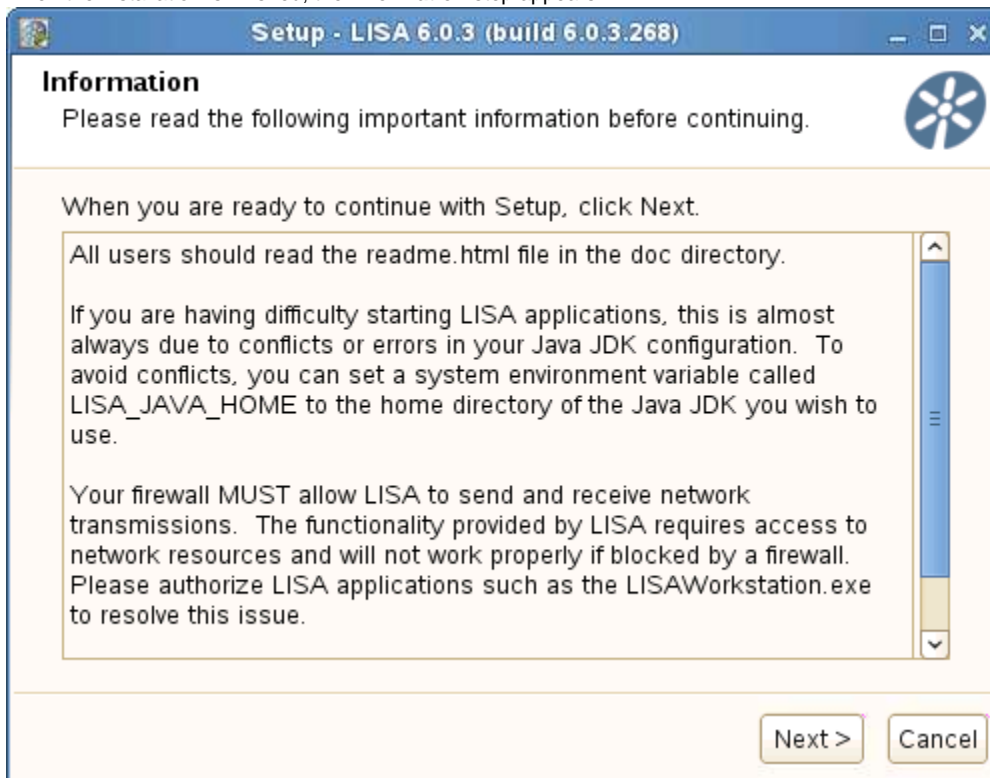 Setup - LISA 6.0.3 (build 6.0.3.268)
Information
Please read the following important information before continuing.
When you are ready to continue with Setup, click Next.
All users should read the readme.html file in the doc directory.
If you are having difficulty starting LISA applications, this is almost
always due to conflicts or errors in your Java JDK configuration.  To
avoid conflicts, you can set a system environment variable called
LISA_JAVA_HOME to the home directory of the Java JDK you wish to
use.
Your firewall MUST allow LISA to send and receive network
transmissions.  The functionality provided by LISA requires access to
network resources and will not work properly if blocked by a firewall.
Please authorize LISA applications such as the LISAWorkstation.exe
to resolve this issue.
Next >
Cancel